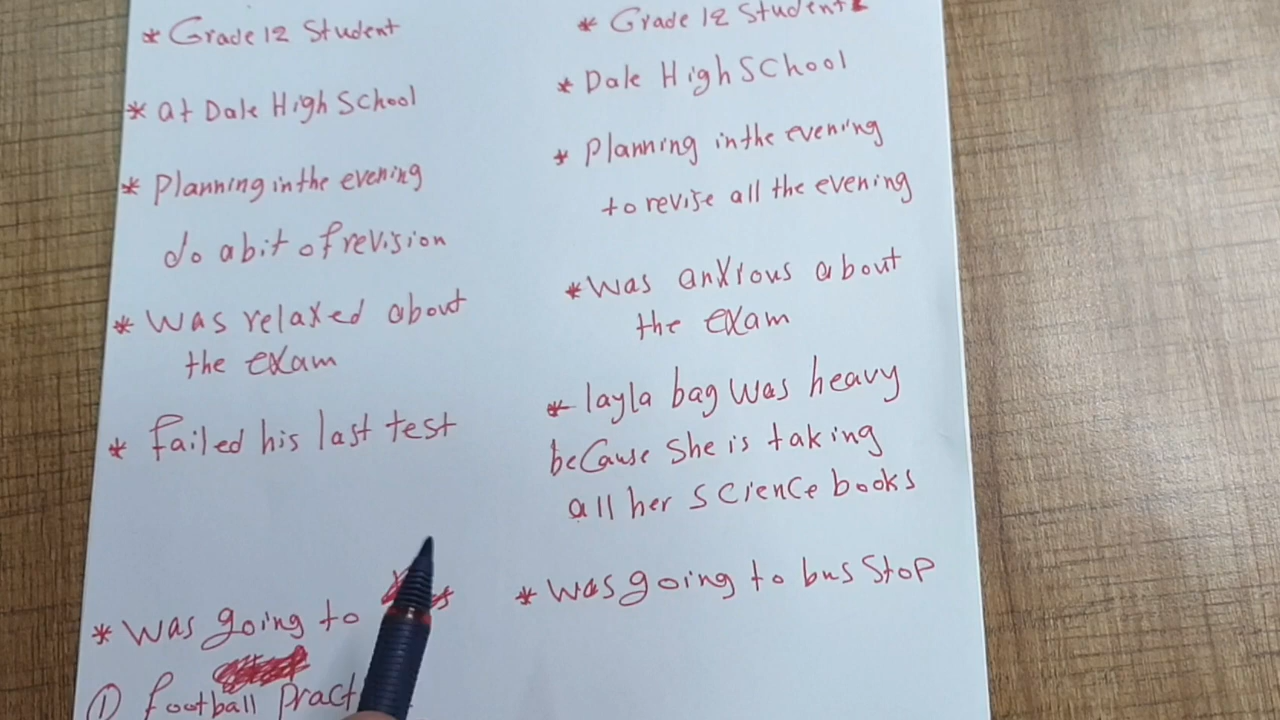 * Grade 12 Student
* at Dale High School
* Planning in the evening
do a bit of revision
* Was relaxed about
the exam
* failed his last test
* Was going to
① football
* Grade 12 Student
* Dale High School
* Planning in the evening
to revise all the evening
* Was anxious about
the exam
* layla bag Was heavy
because She is taking
all her Science books
* Was going to bus Stop